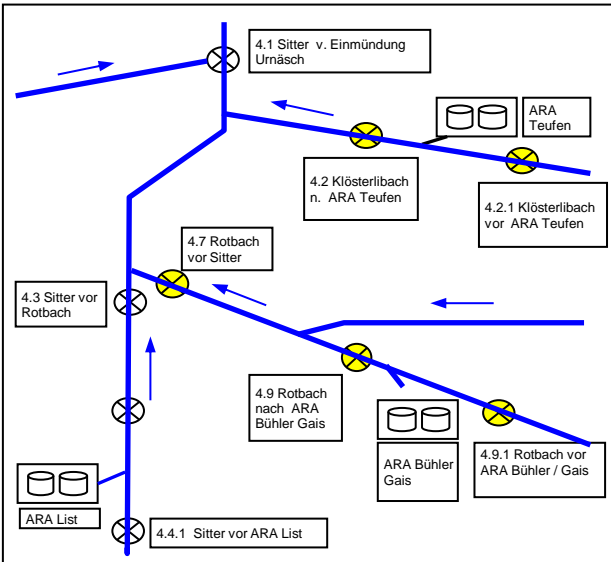 4.1 Sitter v. Einmündung
Urnäsch
ARA
Teufen
4.2 Klösterlibach
n. ARA Teufen
4.2.1 Klösterlibach
vor ARA Teufen
4.7 Rotbach
vor Sitter
4.3 Sitter vor
Rotbach
4.9 Rotbach
nach ARA
Bühler Gais
ARA Bühler
Gais
4.9.1 Rotbach vor
ARA Bühler / Gais
ARA List
4.4.1 Sitter vor ARA List